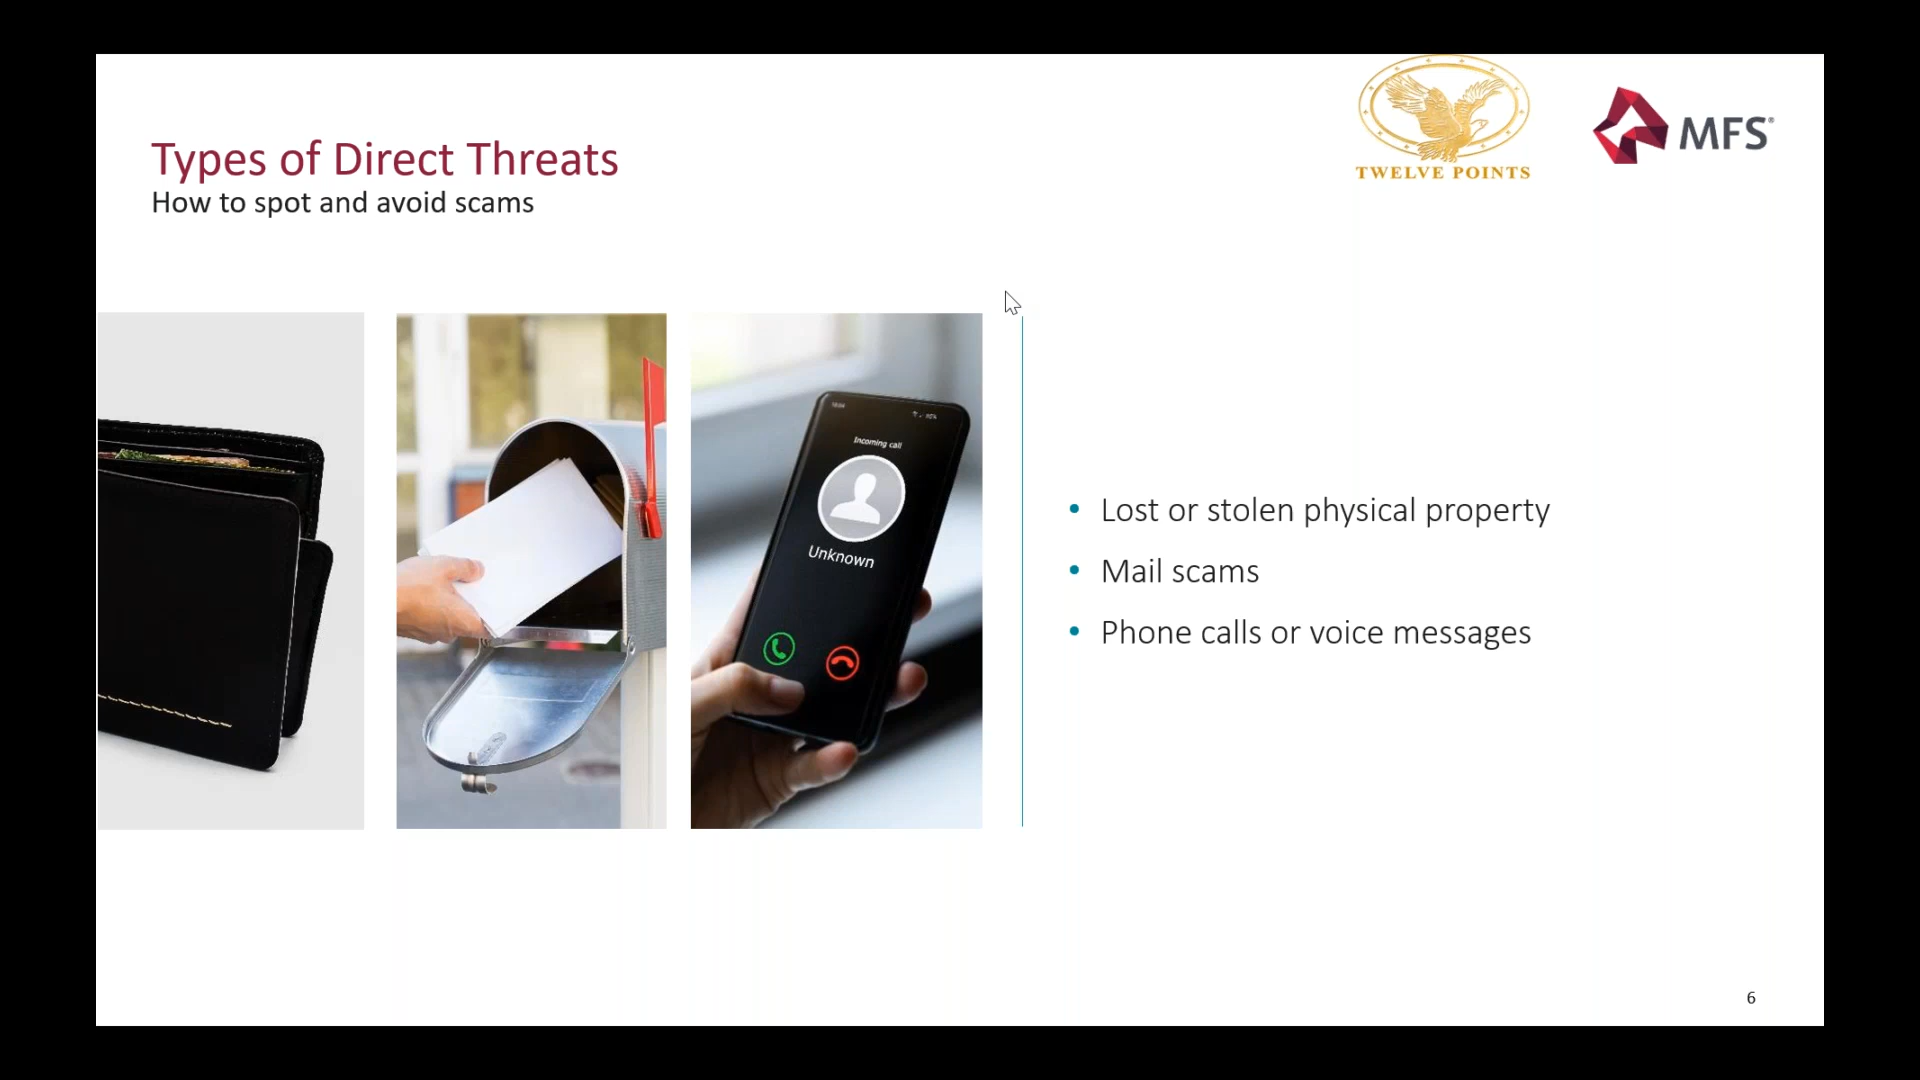 Types of Direct Threats
How to spot and avoid scams
TWELVE POINTS
MFS®
Incoming call
Unknown
• Lost or stolen physical property
• Mail scams
• Phone calls or voice messages
6